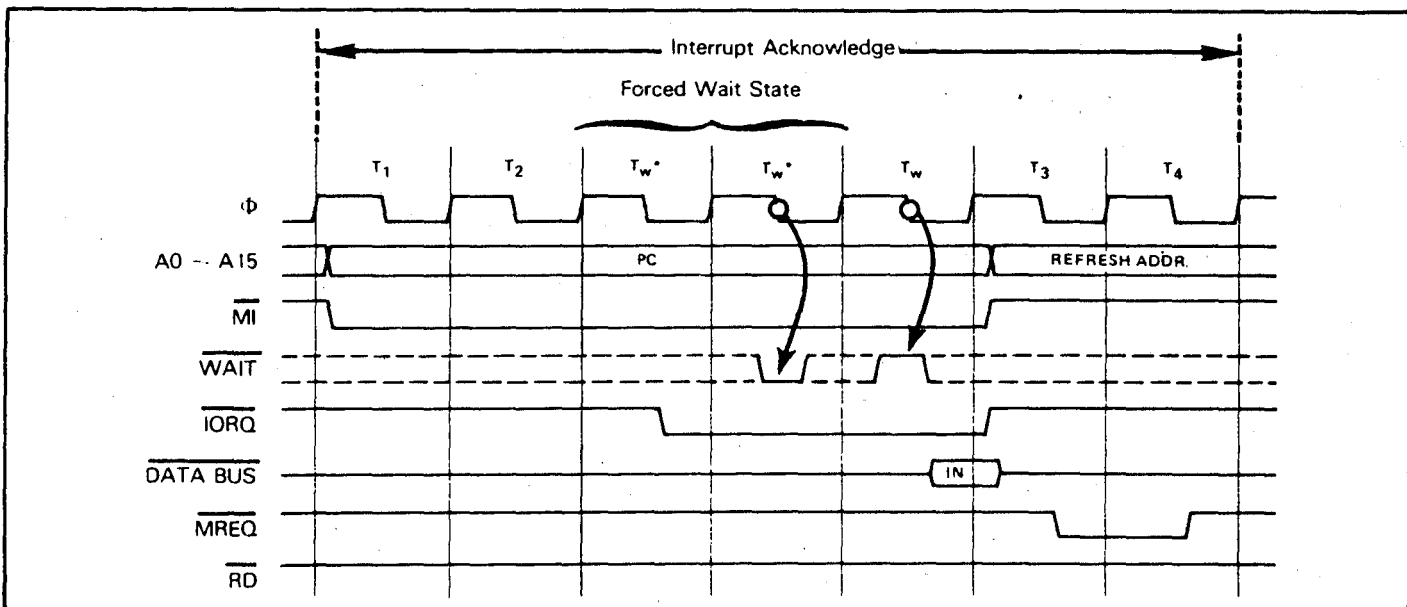 Interrupt Acknowledge
Forced Wait State
T1 T2 Tw* Tw* Tw T3 T4
Φ
A0 -- A15 PC REFRESH ADDR.
MI
WAIT
IORQ
DATA BUS IN
MREQ
RD